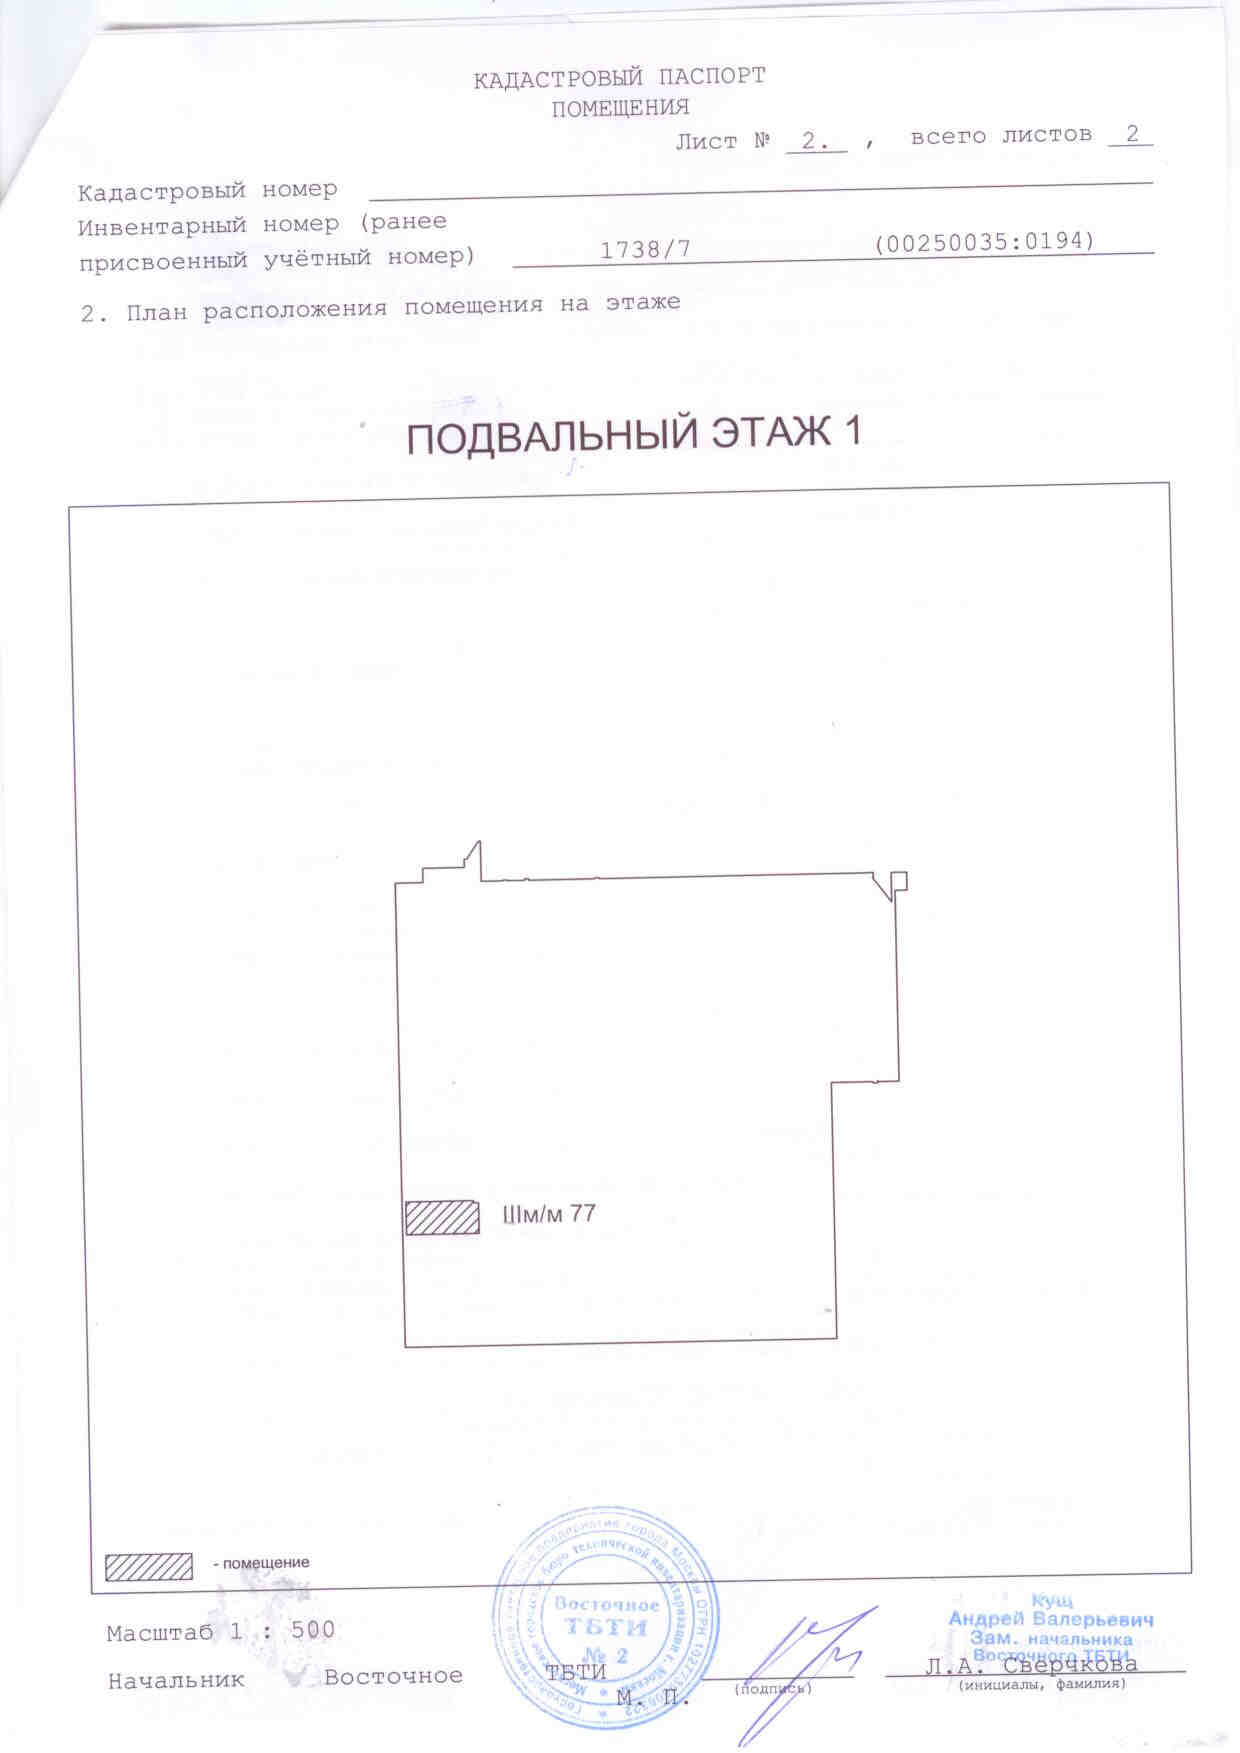 КАДАСТРОВЫЙ ПАСПОРТ
ПОМЕЩЕНИЯ
Лист № 2. , всего листов 2
Кадастровый номер
Инвентарный номер (ранее
присвоенный учётный номер) 1738/7 (00250035:0194)
2. План расположения помещения на этаже
ПОДВАЛЬНЫЙ ЭТАЖ 1
Шм/м 77
- помещение
Масштаб 1 : 500
Восточное
ТБТИ
№ 2
Кущ
Андрей Валерьевич
Зам. начальника
Восточного ТБТИ
Начальник Восточное ТБТИ Л.А. Сверчкова
М. П. (подпись) (инициалы, фамилия)